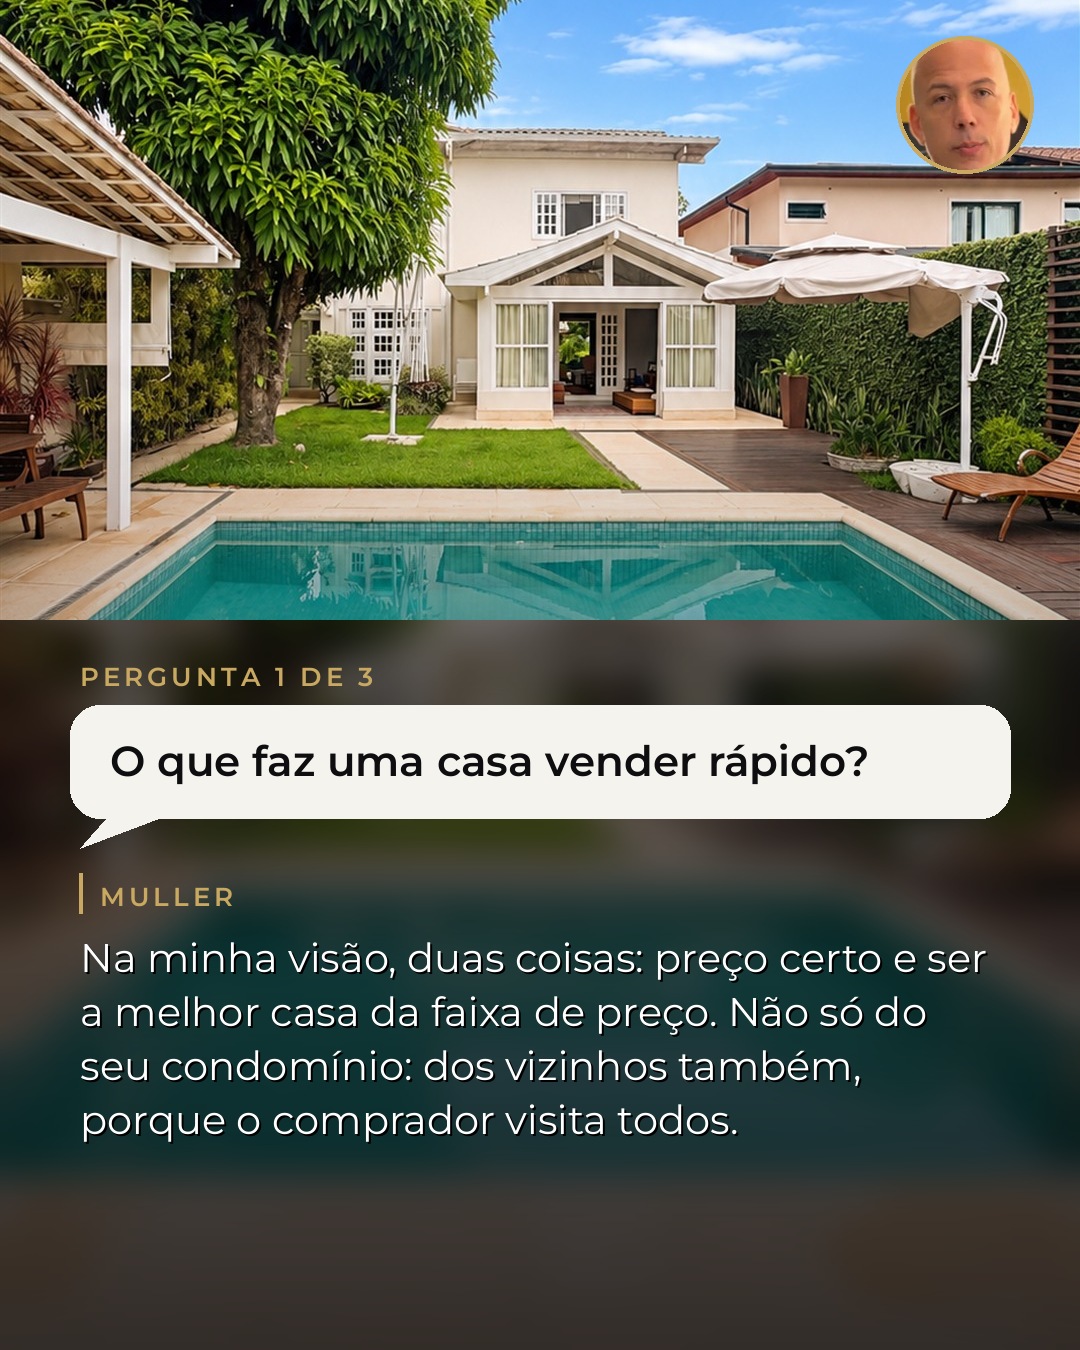 PERGUNTA 1 DE 3
O que faz uma casa vender rápido?
MULLER
Na minha visão, duas coisas: preço certo e ser
a melhor casa da faixa de preço. Não só do
seu condomínio: dos vizinhos também,
porque o comprador visita todos.